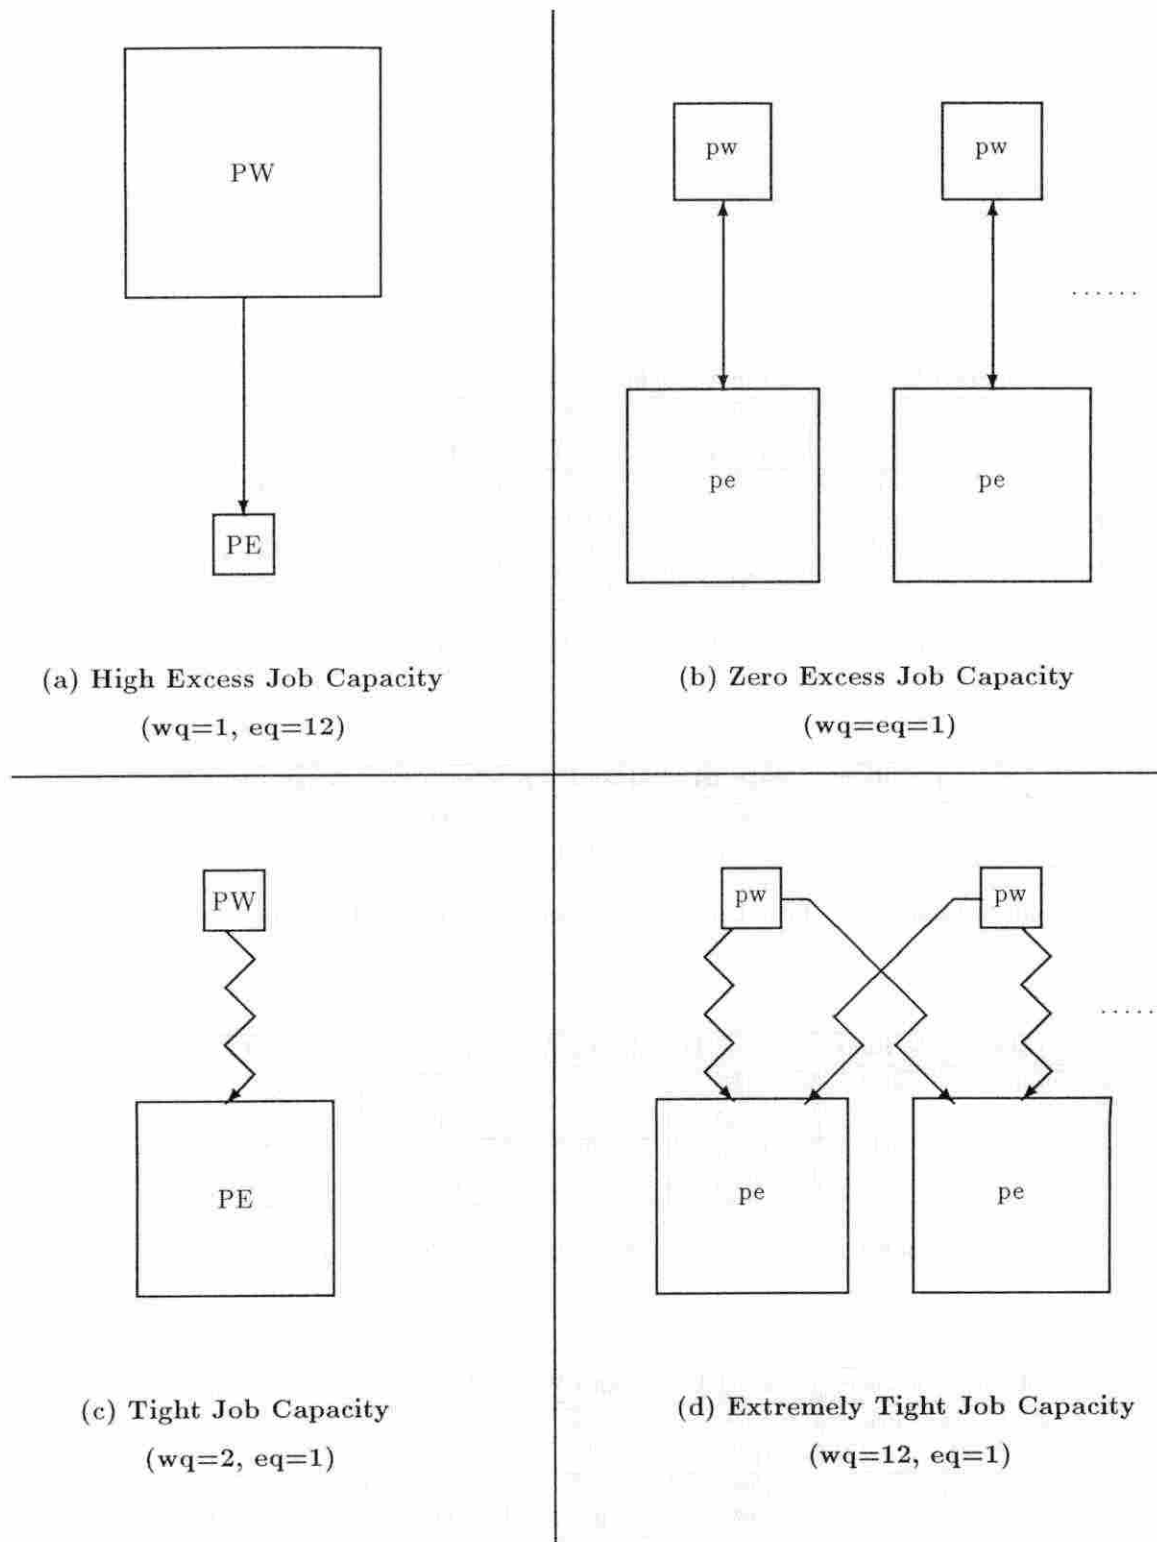 PW
PE
(a) High Excess Job Capacity
(wq=1, eq=12)
pw
pw
......
pe
pe
(b) Zero Excess Job Capacity
(wq=eq=1)
PW
PE
(c) Tight Job Capacity
(wq=2, eq=1)
pw
pw
.....
pe
pe
(d) Extremely Tight Job Capacity
(wq=12, eq=1)